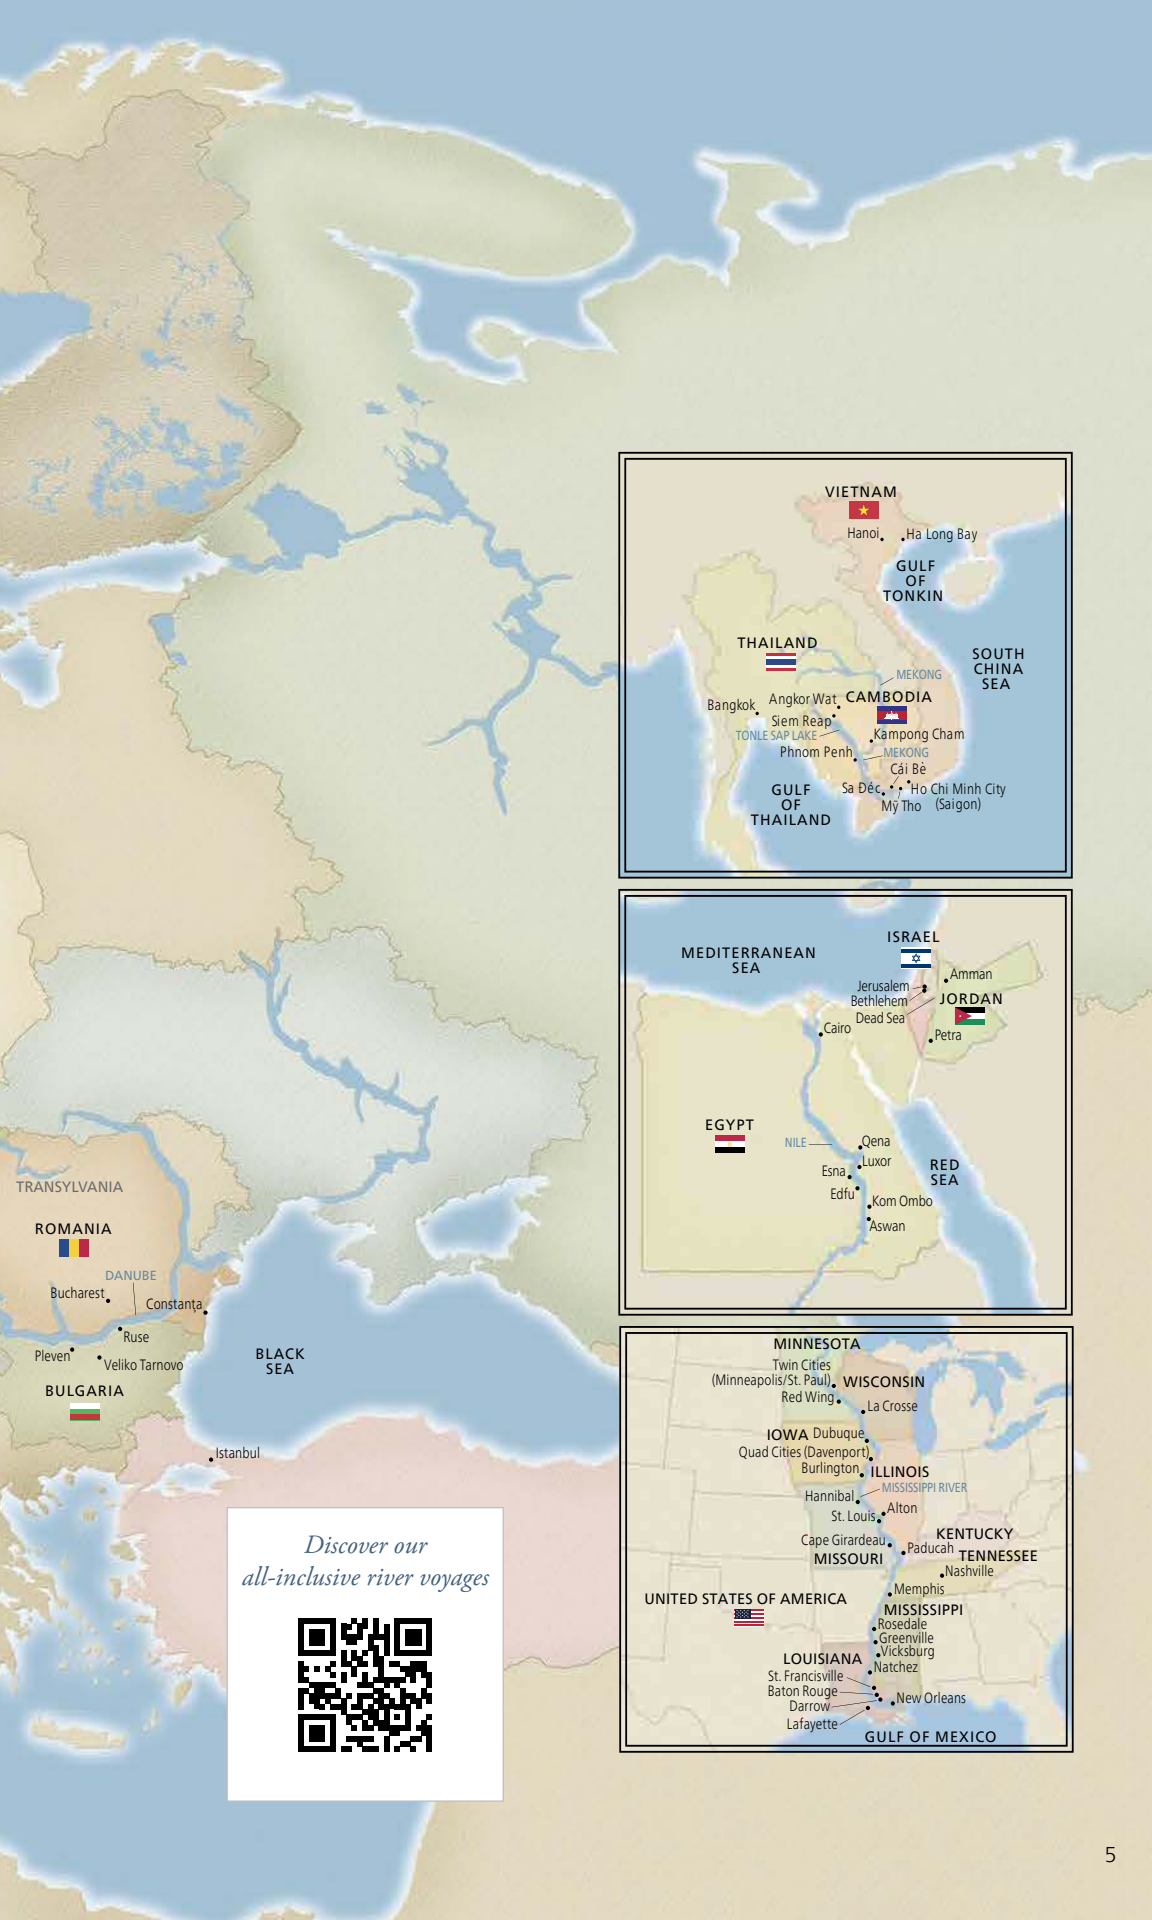 VIETNAM
Hanoi
Ha Long Bay
GULF
OF
TONKIN
THAILAND
SOUTH
CHINA
SEA
MEKONG
Angkor Wat
CAMBODIA
Bangkok
Siem Reap
TONLE SAP LAKE
Kampong Cham
Phnom Penh
MEKONG
Cái Bè
Sa Đéc
Ho Chi Minh City
(Saigon)
Mỹ Tho
GULF
OF
THAILAND
MEDITERRANEAN
SEA
ISRAEL
Amman
Jerusalem
Bethlehem
JORDAN
Dead Sea
Cairo
Petra
EGYPT
NILE
Qena
Luxor
Esna
Edfu
Kom Ombo
Aswan
RED
SEA
TRANSYLVANIA
ROMANIA
DANUBE
Bucharest
Constanța
Ruse
Pleven
Veliko Tarnovo
BULGARIA
BLACK
SEA
Istanbul
MINNESOTA
Twin Cities
(Minneapolis/St. Paul)
WISCONSIN
Red Wing
La Crosse
IOWA
Dubuque
Quad Cities (Davenport)
Burlington
ILLINOIS
MISSISSIPPI RIVER
Hannibal
Alton
St. Louis
KENTUCKY
Cape Girardeau
Paducah
MISSOURI
TENNESSEE
Nashville
Memphis
UNITED STATES OF AMERICA
MISSISSIPPI
Rosedale
Greenville
Vicksburg
LOUISIANA
Natchez
St. Francisville
Baton Rouge
New Orleans
Darrow
Lafayette
GULF OF MEXICO
Discover our
all-inclusive river voyages
5